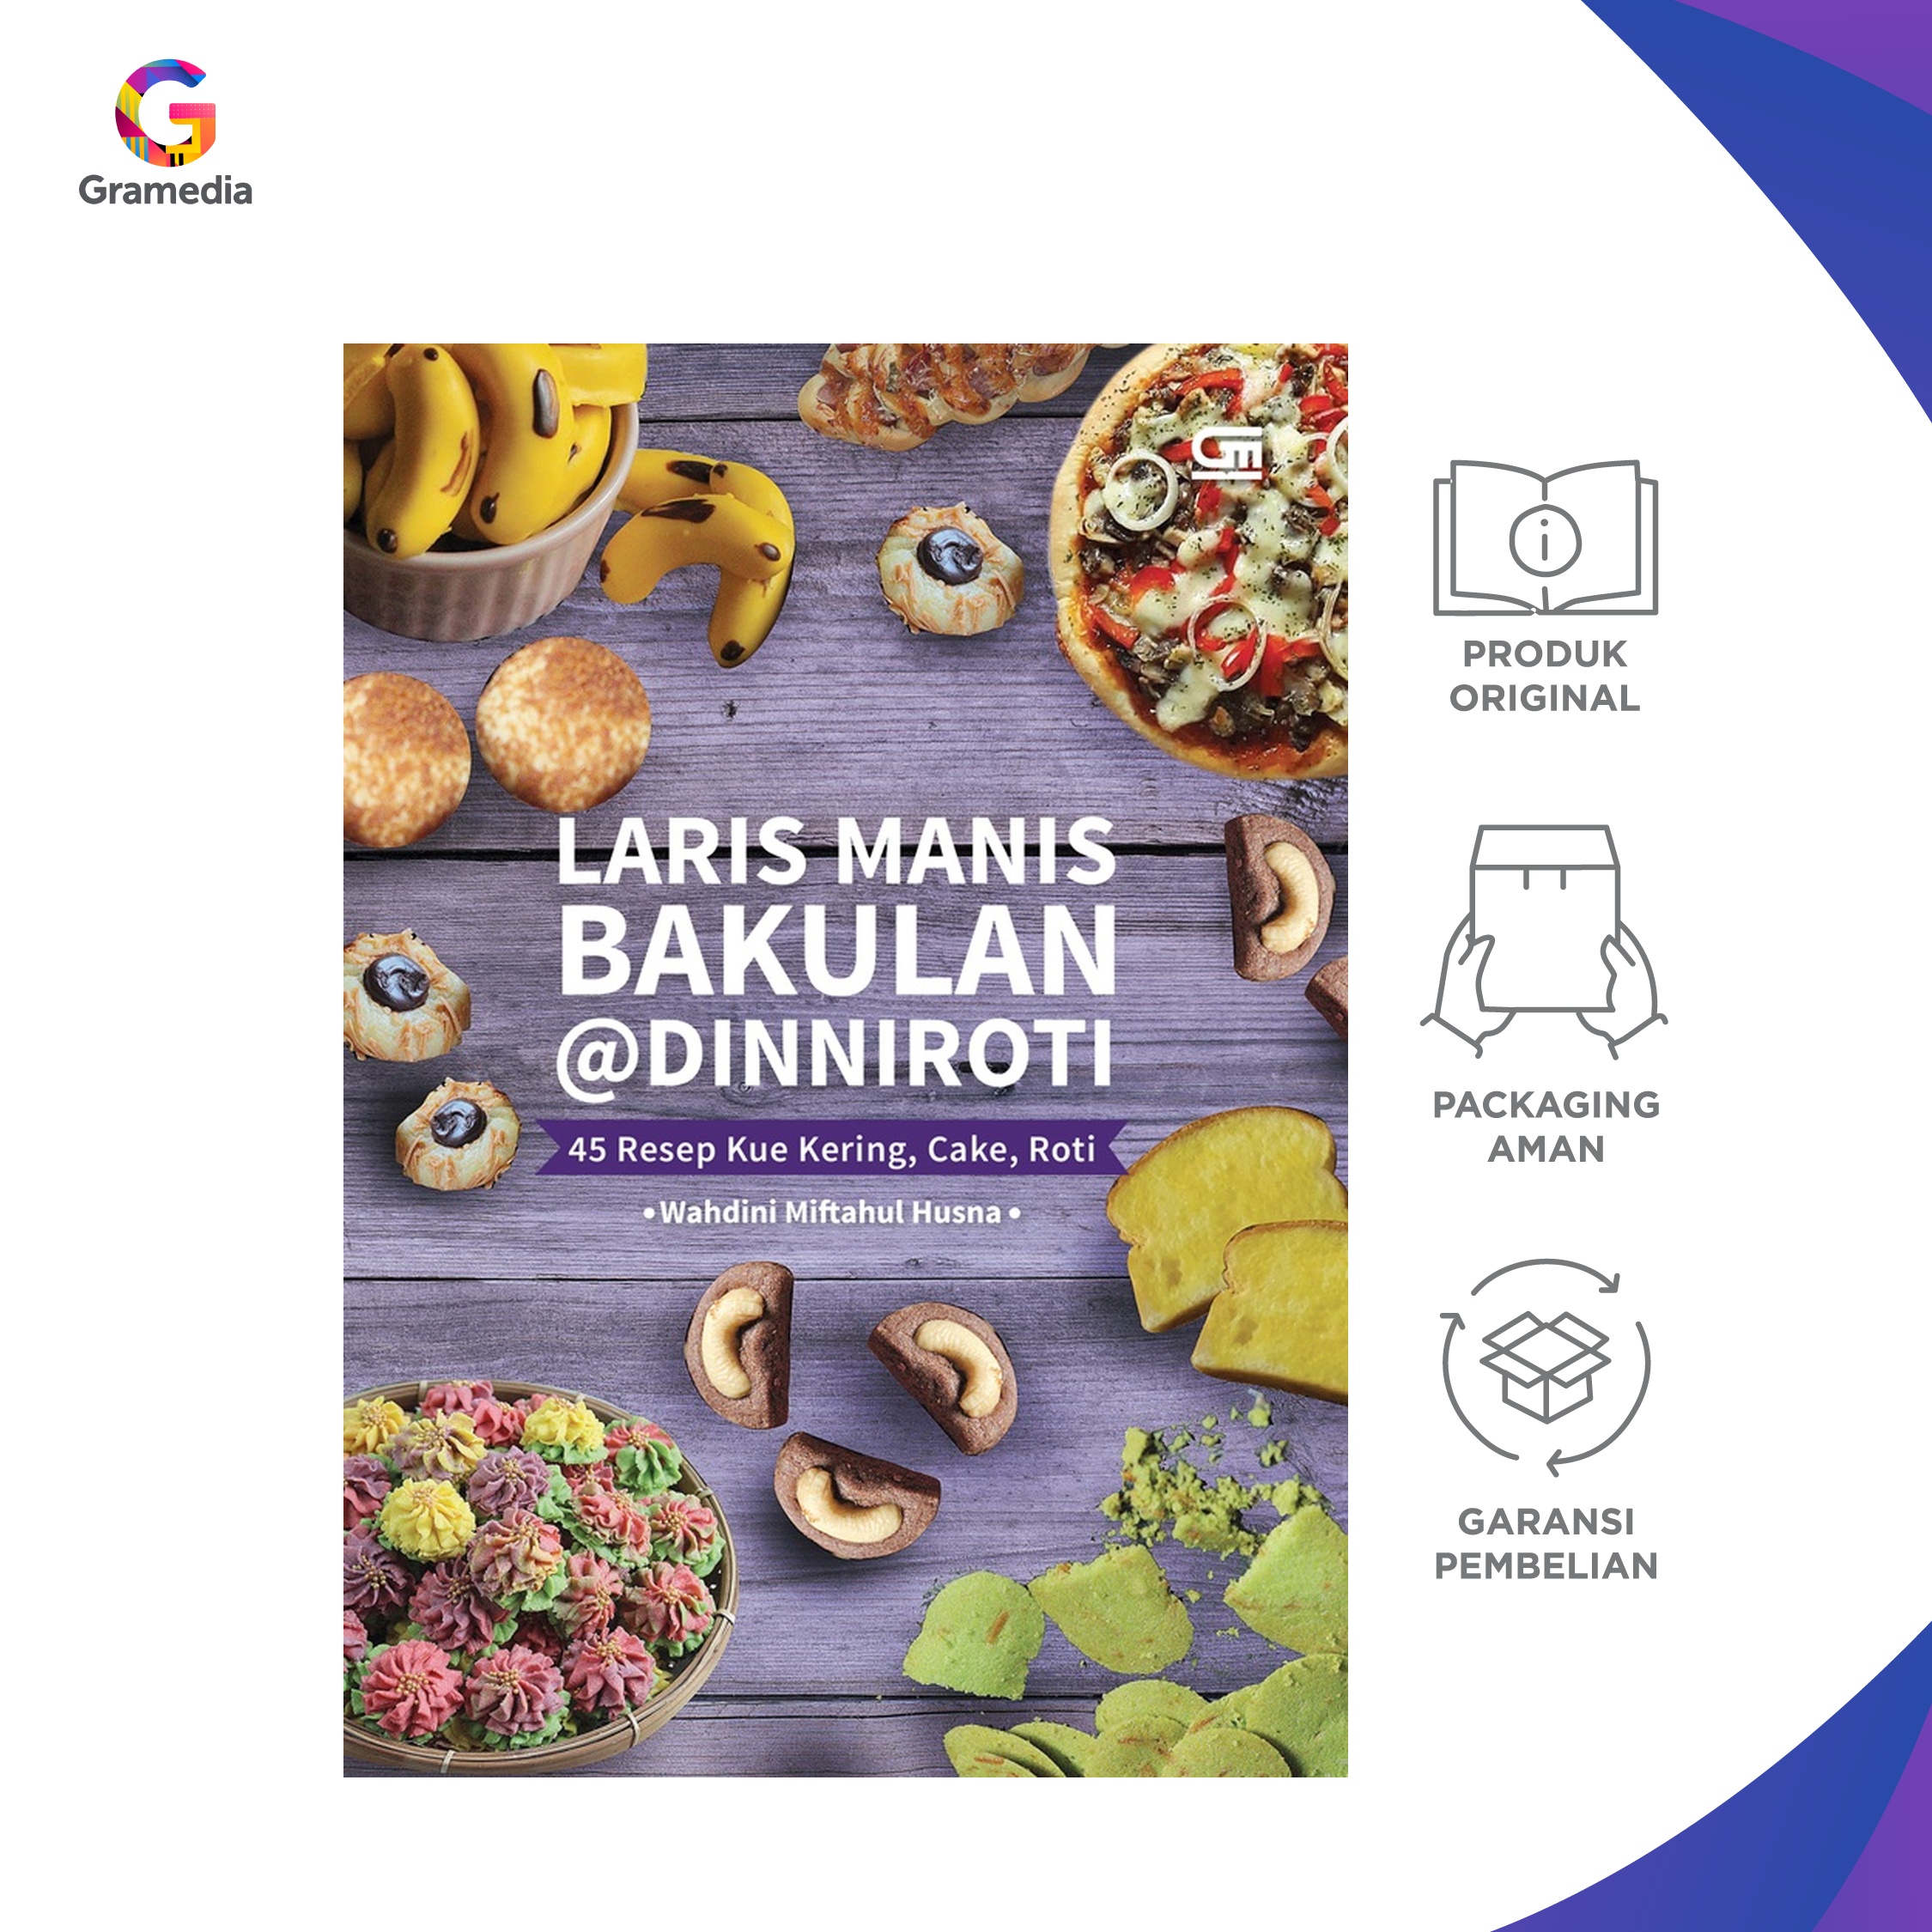 Gramedia
LARIS MANIS
BAKULAN
@DINNIROTI
45 Resep Kue Kering, Cake, Roti
•Wahdini Miftahul Husna•
PRODUK
ORIGINAL
PACKAGING
AMAN
GARANSI
PEMBELIAN